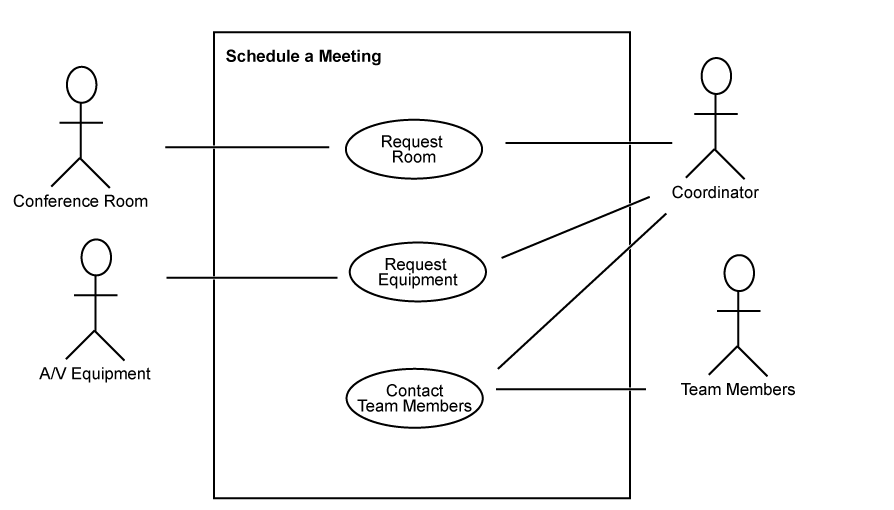 Schedule a Meeting
Request
Room
Conference Room
Coordinator
Request
Equipment
A/V Equipment
Contact
Team Members
Team Members